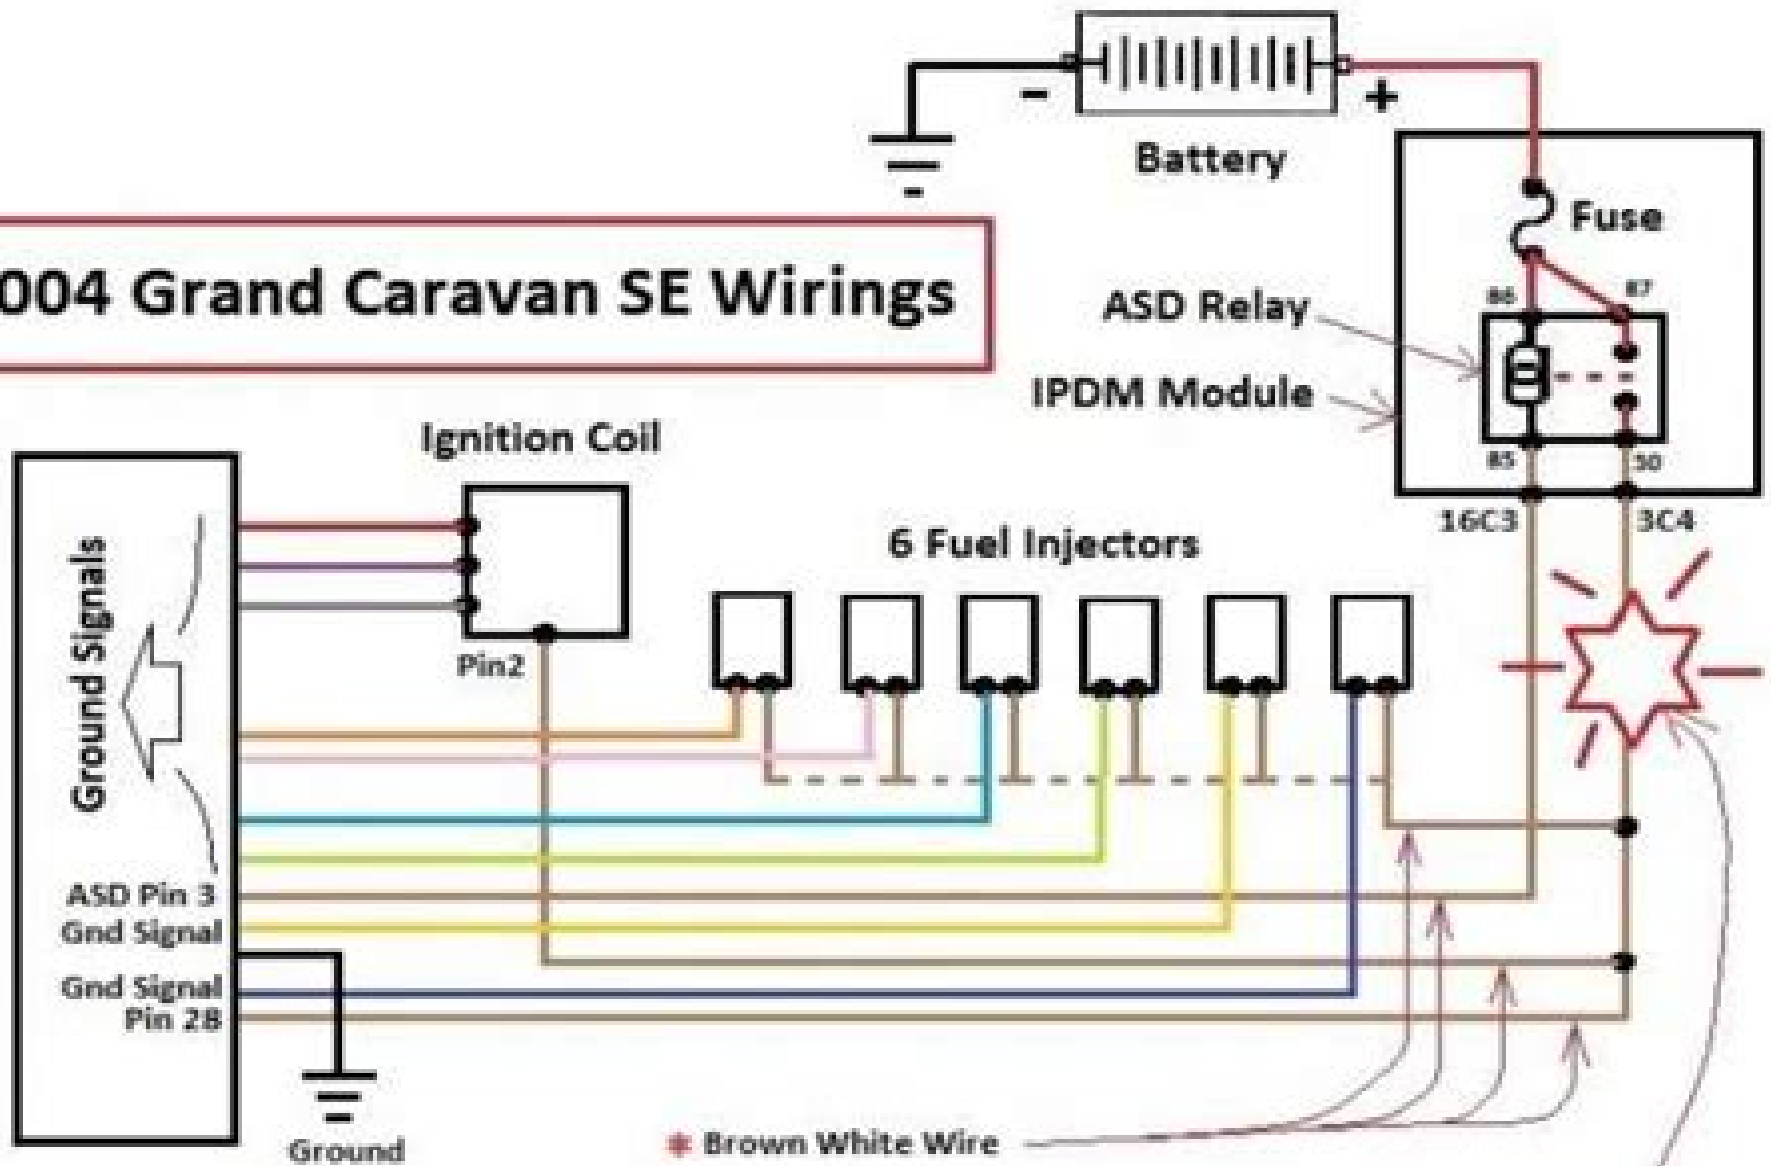 -
+
Battery
Fuse
004 Grand Caravan SE Wirings
86
87
ASD Relay
IPDM Module
85
30
Ignition Coil
16C3
3C4
6 Fuel Injectors
Ground Signals
Pin2
ASD Pin 3
Gnd Signal
Gnd Signal
Pin 28
Ground
* Brown White Wire